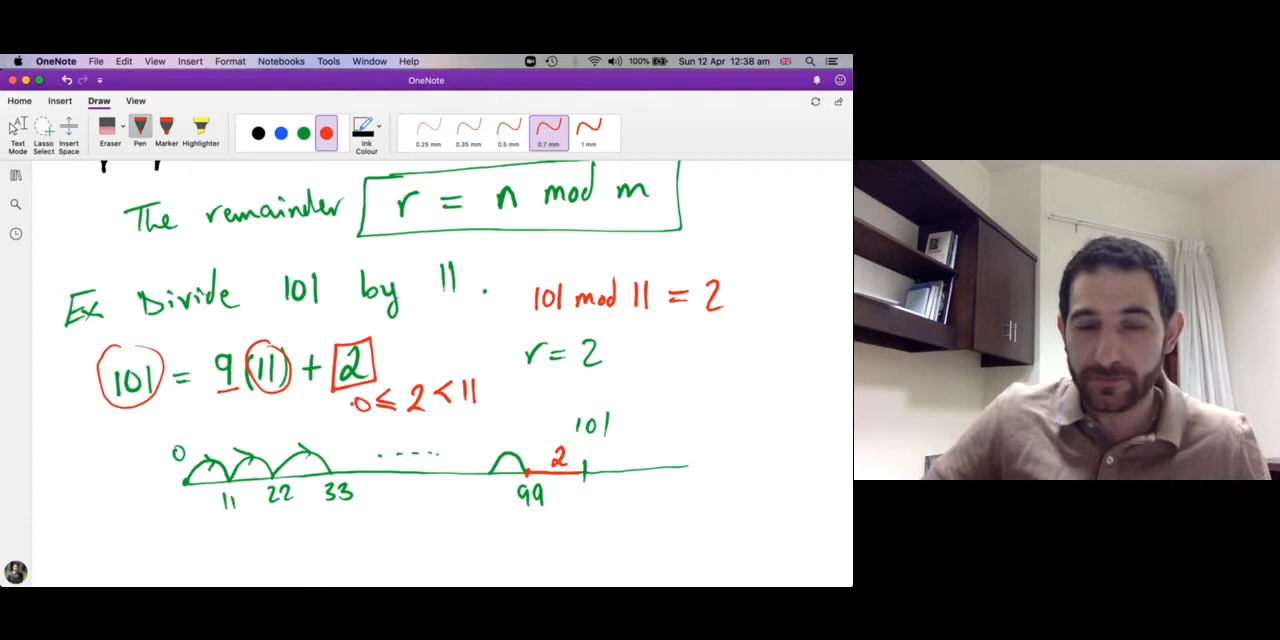 OneNote File Edit View Insert Format Notebooks Tools Window Help 100% Sun 12 Apr 12:38 am
OneNote
Home Insert Draw View
Text Mode Lasso Select Insert Space Eraser Pen Marker Highlighter Ink Colour 0.25 mm 0.35 mm 0.5 mm 0.7 mm 1 mm
The remainder r = n mod m
Ex Divide 101 by 11. 101 mod 11 = 2
101 = 9(11) + 2 r = 2
0 ≤ 2 < 11
0 ..... 2 101
11 22 33 99